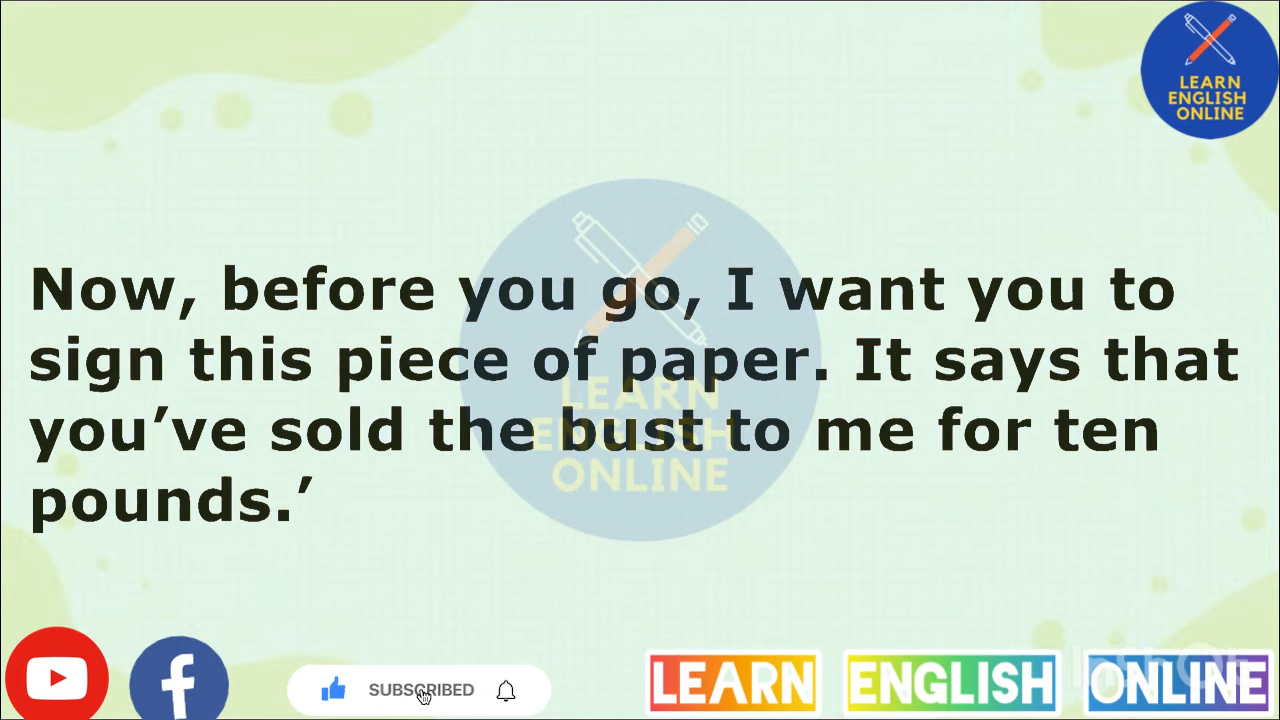 LEARN
ENGLISH
ONLINE
Now, before you go, I want you to
sign this piece of paper. It says that
you’ve sold the bust to me for ten
pounds.’
LEARN
ENGLISH
ONLINE
SUBSCRIBED
LEARN ENGLISH ONLINE